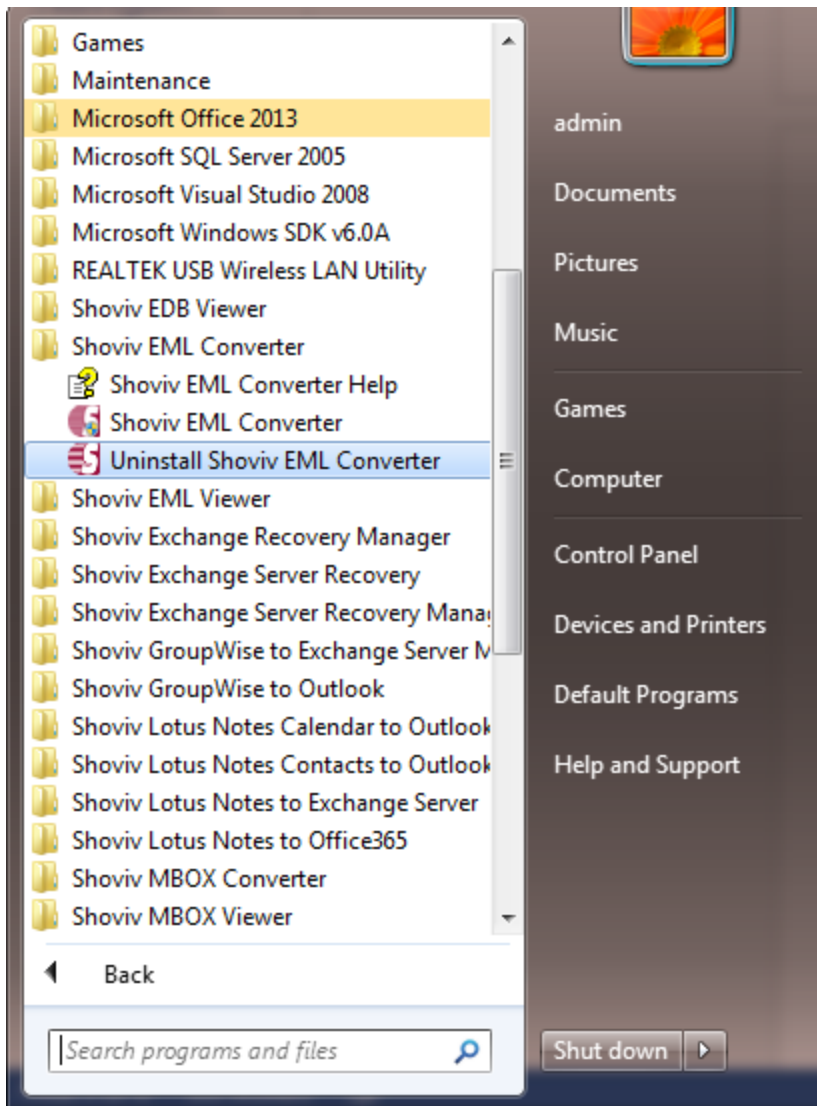 Games
Maintenance
Microsoft Office 2013
Microsoft SQL Server 2005
Microsoft Visual Studio 2008
Microsoft Windows SDK v6.0A
REALTEK USB Wireless LAN Utility
Shoviv EDB Viewer
Shoviv EML Converter
Shoviv EML Converter Help
Shoviv EML Converter
Uninstall Shoviv EML Converter
Shoviv EML Viewer
Shoviv Exchange Recovery Manager
Shoviv Exchange Server Recovery
Shoviv Exchange Server Recovery Mana
Shoviv GroupWise to Exchange Server M
Shoviv GroupWise to Outlook
Shoviv Lotus Notes Calendar to Outlook
Shoviv Lotus Notes Contacts to Outlook
Shoviv Lotus Notes to Exchange Server
Shoviv Lotus Notes to Office365
Shoviv MBOX Converter
Shoviv MBOX Viewer
Back
Search programs and files
admin
Documents
Pictures
Music
Games
Computer
Control Panel
Devices and Printers
Default Programs
Help and Support
Shut down